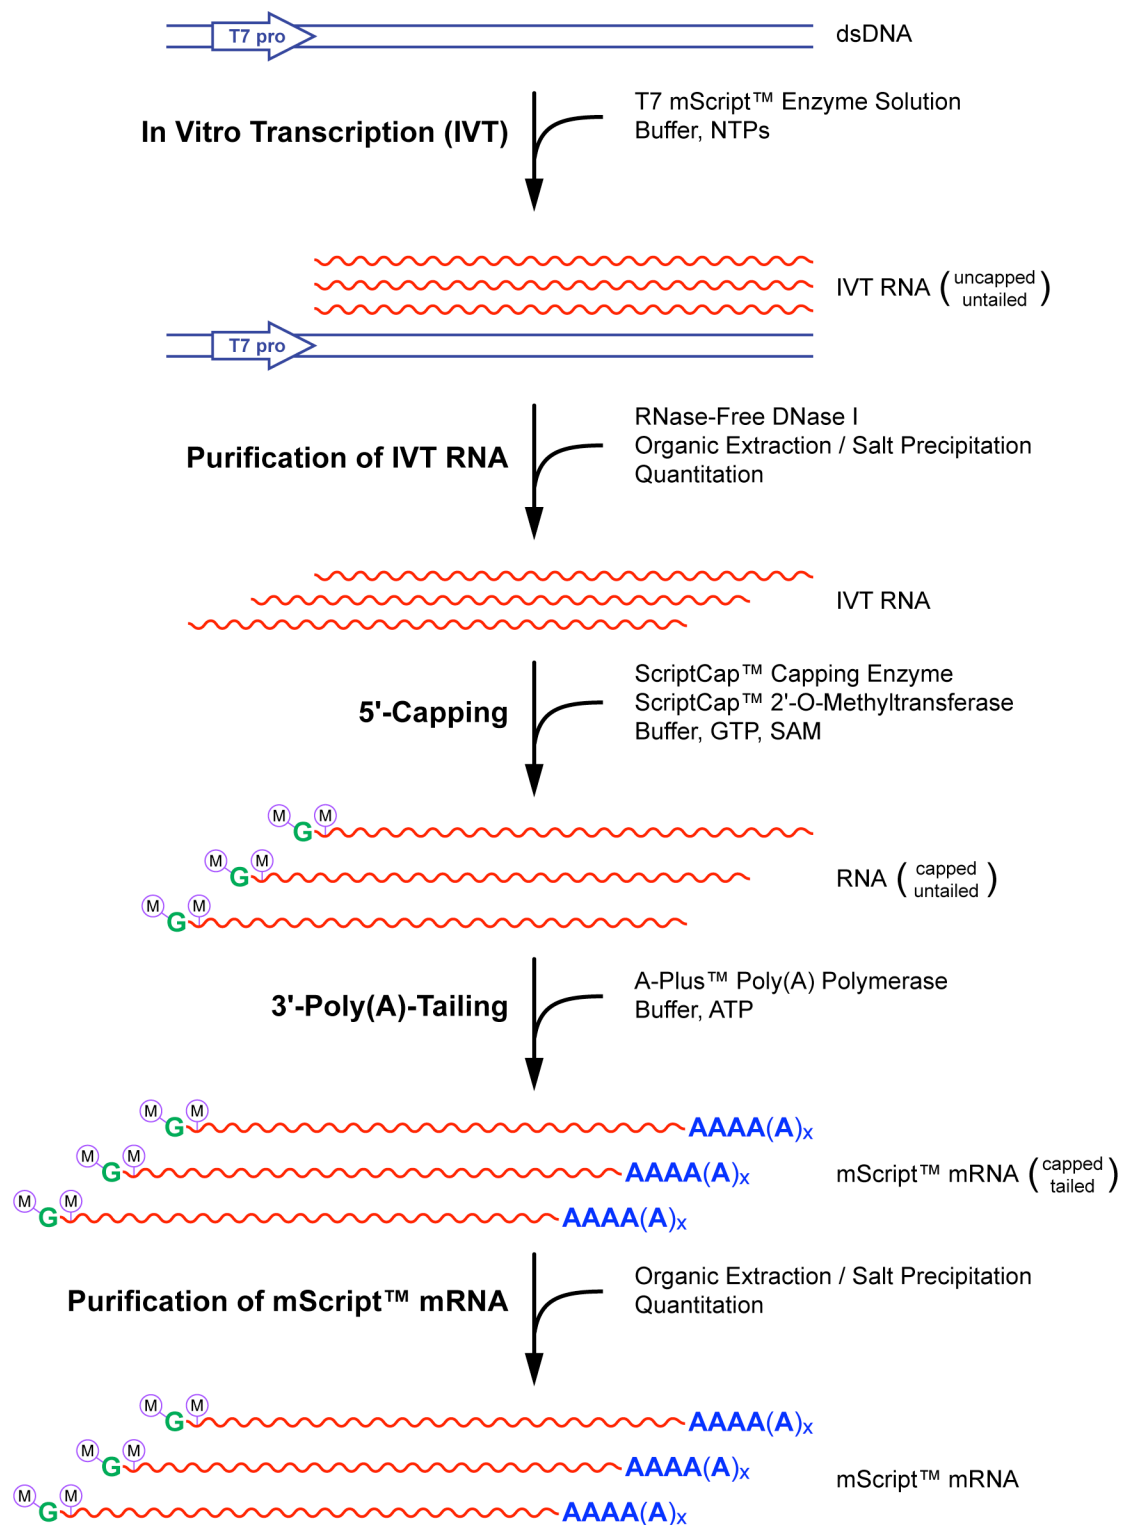 T7 pro
dsDNA
In Vitro Transcription (IVT)
T7 mScript™ Enzyme Solution
Buffer, NTPs
IVT RNA (uncapped
untailed)
T7 pro
Purification of IVT RNA
RNase-Free DNase I
Organic Extraction / Salt Precipitation
Quantitation
IVT RNA
5'-Capping
ScriptCap™ Capping Enzyme
ScriptCap™ 2'-O-Methyltransferase
Buffer, GTP, SAM
M G M
M G M
M G M
RNA (capped
untailed)
3'-Poly(A)-Tailing
A-Plus™ Poly(A) Polymerase
Buffer, ATP
M G M AAAA(A)x
M G M AAAA(A)x
M G M AAAA(A)x
mScript™ mRNA (capped
tailed)
Purification of mScript™ mRNA
Organic Extraction / Salt Precipitation
Quantitation
M G M AAAA(A)x
M G M AAAA(A)x
M G M AAAA(A)x
mScript™ mRNA